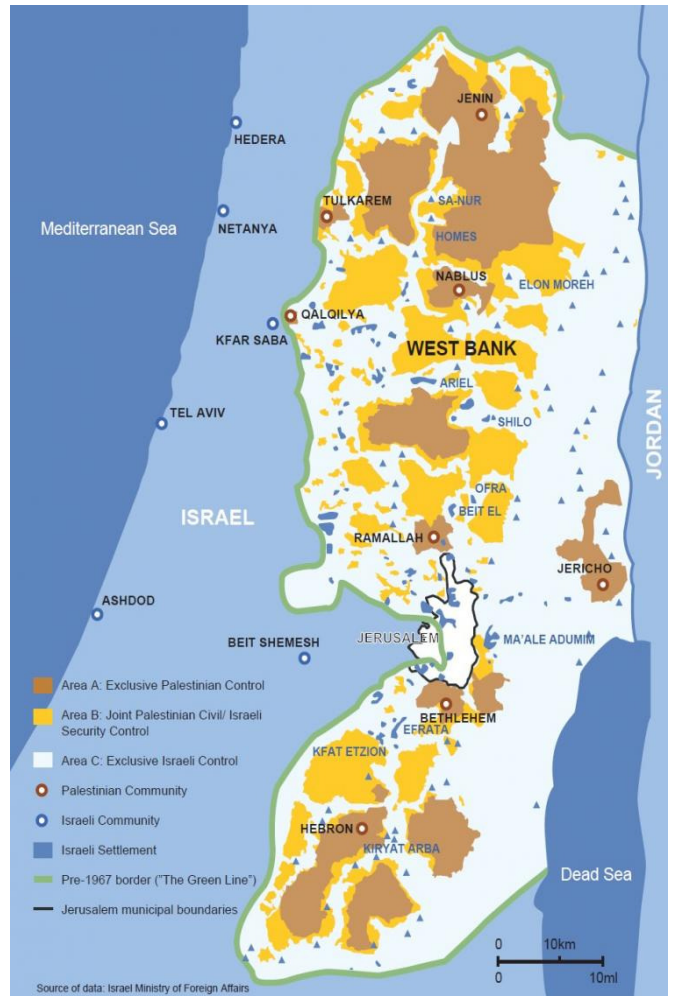 JENIN
HEDERA
TULKAREM
SA-NUR
Mediterranean Sea
NETANYA
HOMES
NABLUS
ELON MOREH
QALQILYA
KFAR SABA
WEST BANK
ARIEL
TEL AVIV
SHILO
JORDAN
OFRA
ISRAEL
BEIT EL
RAMALLAH
JERICHO
ASHDOD
BEIT SHEMESH
JERUSALEM
MA'ALE ADUMIM
BETHLEHEM
EFRATA
KFAT ETZION
HEBRON
KIRYAT ARBA
Dead Sea
Area A: Exclusive Palestinian Control
Area B: Joint Palestinian Civil/ Israeli
Security Control
Area C: Exclusive Israeli Control
Palestinian Community
Israeli Community
Israeli Settlement
Pre-1967 border ("The Green Line")
Jerusalem municipal boundaries
0 10km
0 10ml
Source of data: Israel Ministry of Foreign Affairs